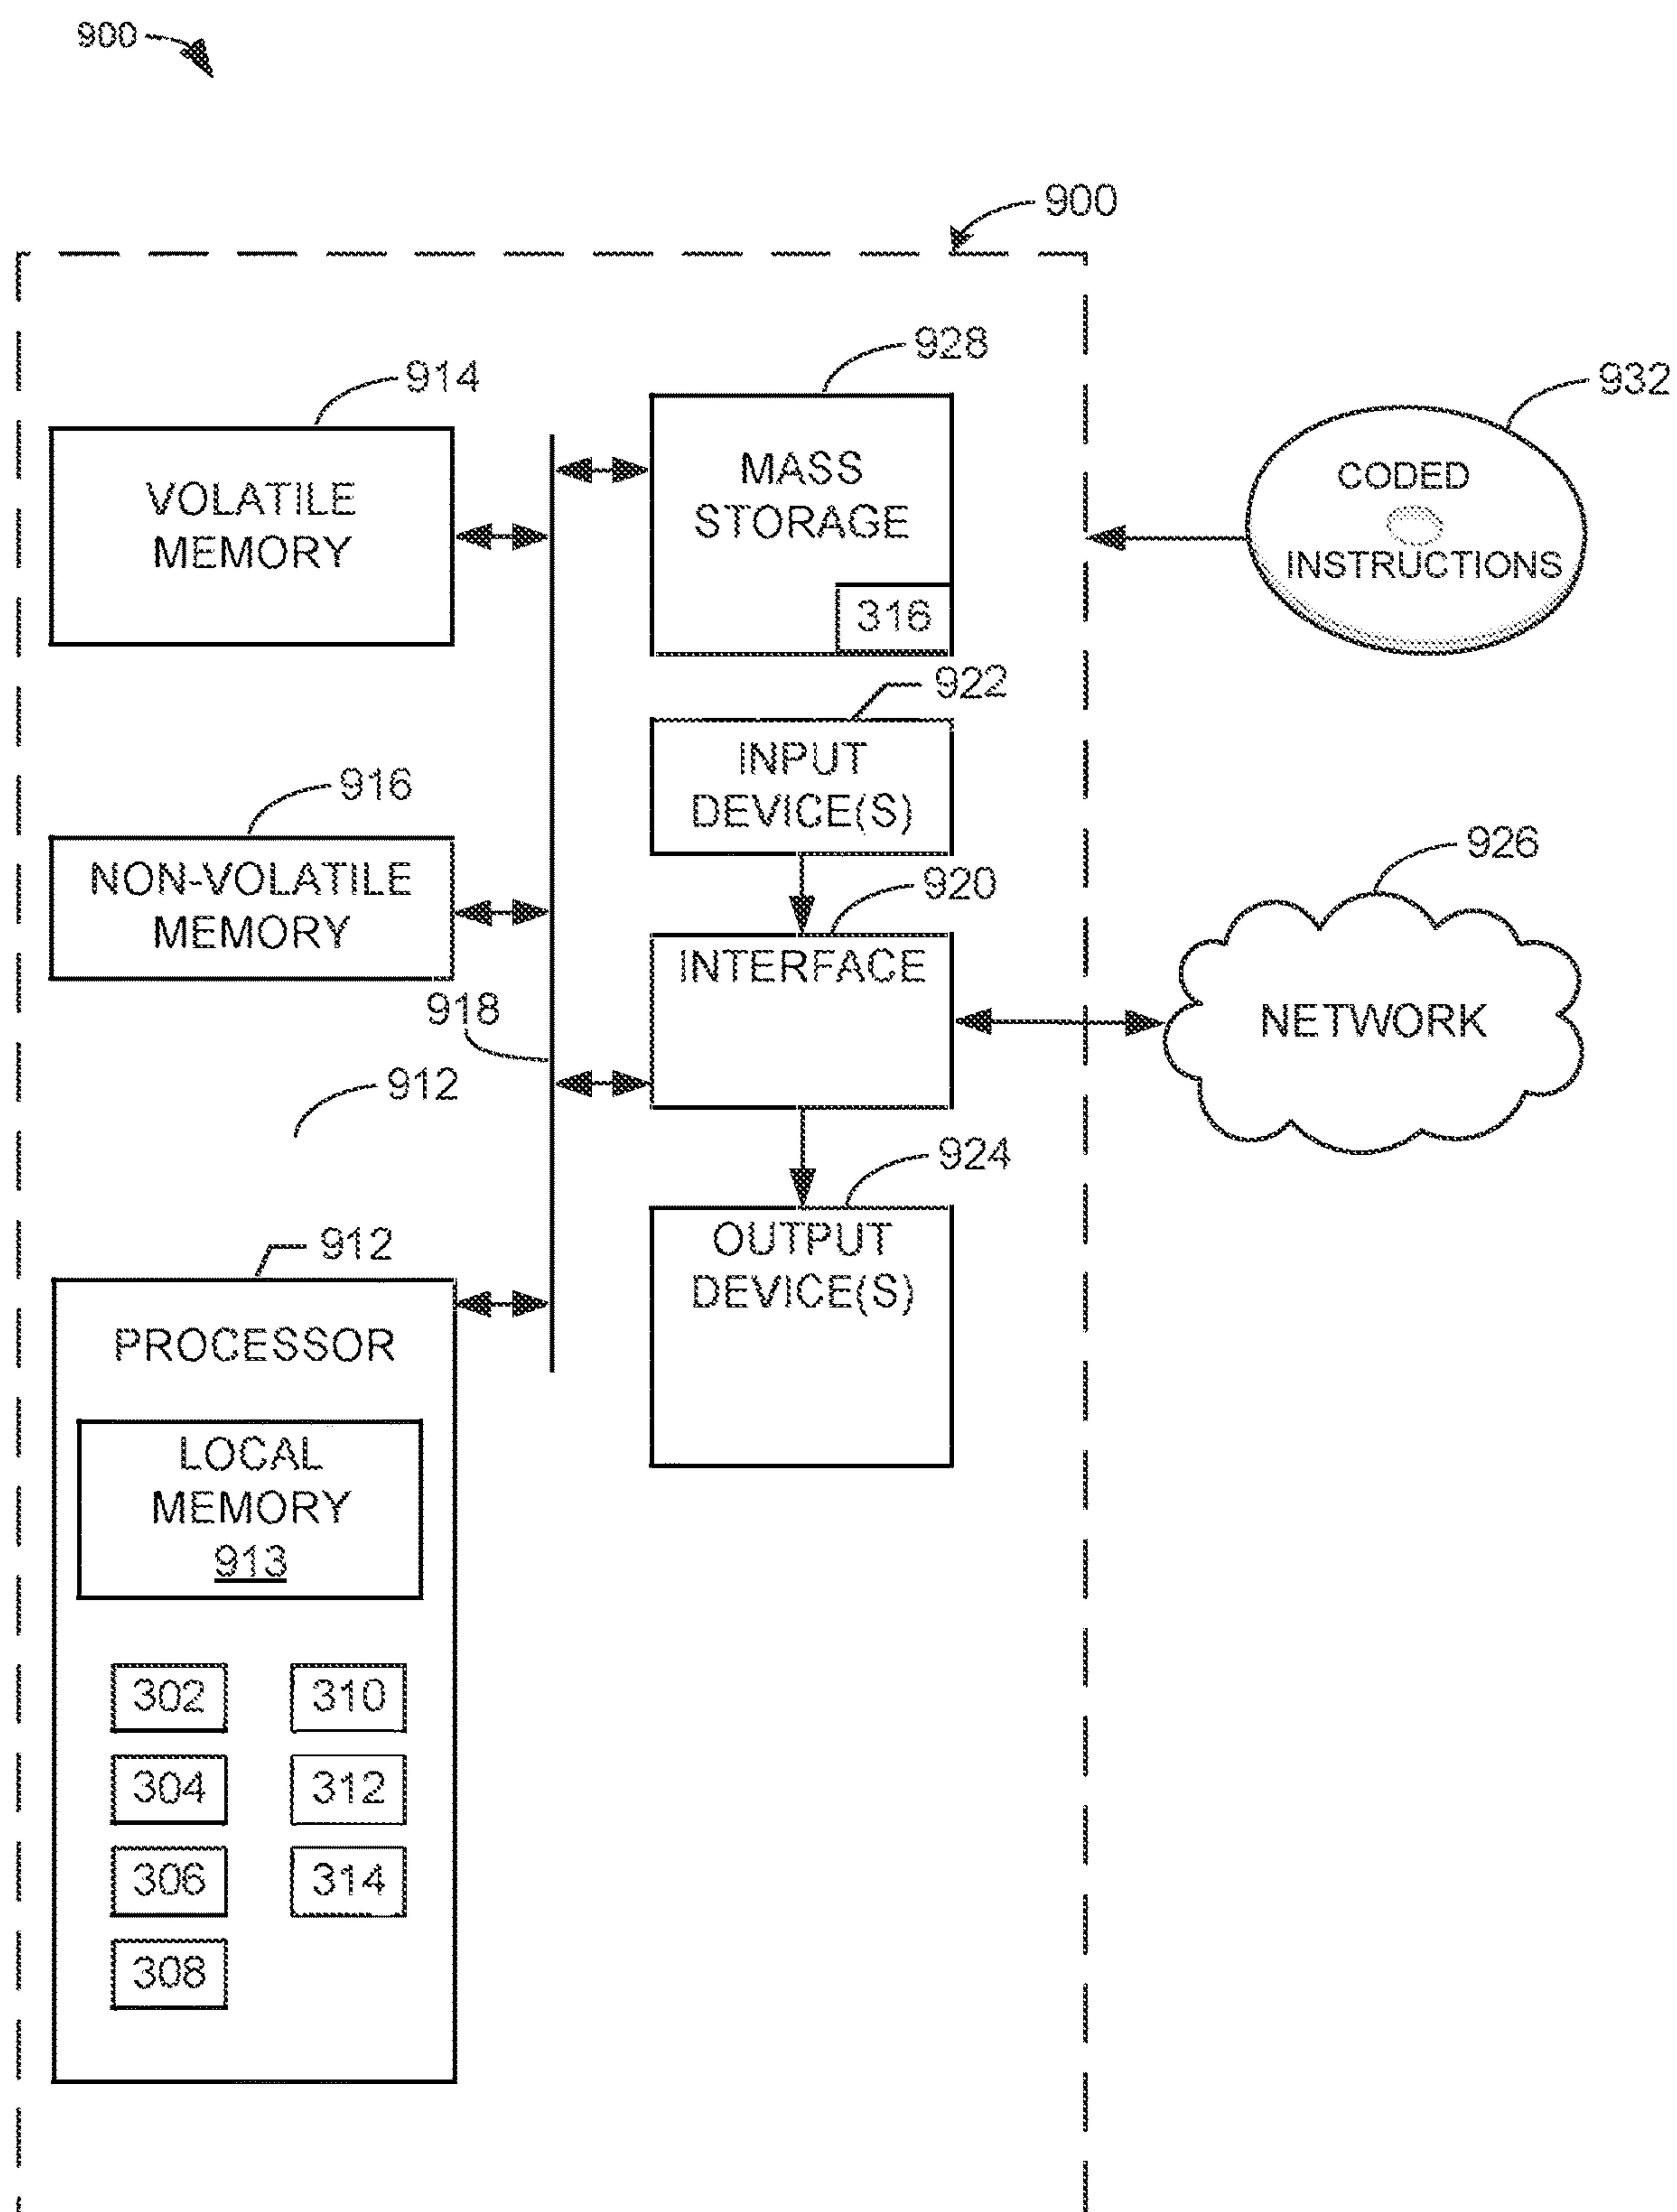 900
900
914
VOLATILE
MEMORY
928
MASS
STORAGE
316
932
CODED
INSTRUCTIONS
922
INPUT
DEVICE(S)
916
NON-VOLATILE
MEMORY
920
INTERFACE
926
NETWORK
918
912
924
OUTPUT
DEVICE(S)
912
PROCESSOR
LOCAL
MEMORY
913
302
310
304
312
306
314
308